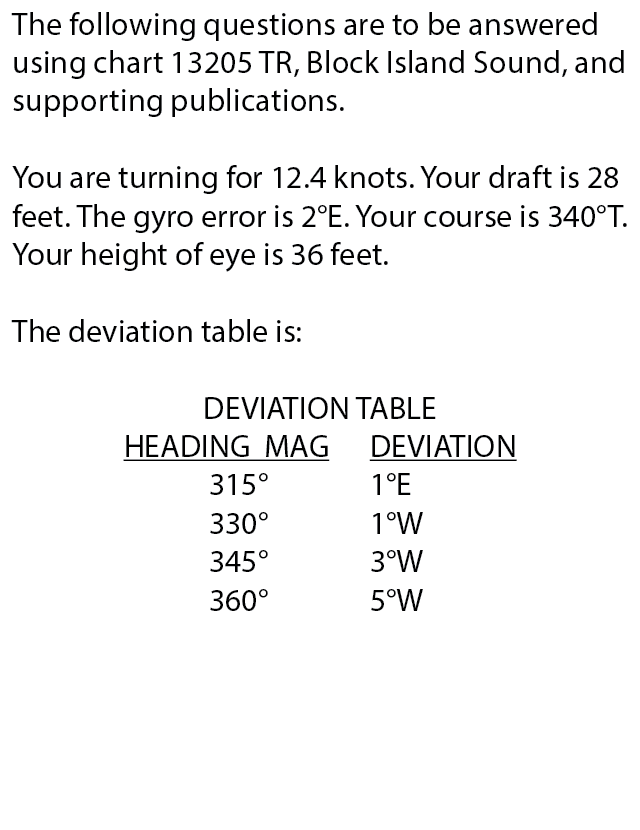 The following questions are to be answered
using chart 13205 TR, Block Island Sound, and
supporting publications.
You are turning for 12.4 knots. Your draft is 28
feet. The gyro error is 2°E. Your course is 340°T.
Your height of eye is 36 feet.
The deviation table is:
DEVIATION TABLE
HEADING MAG DEVIATION
315° 1°E
330° 1°W
345° 3°W
360° 5°W